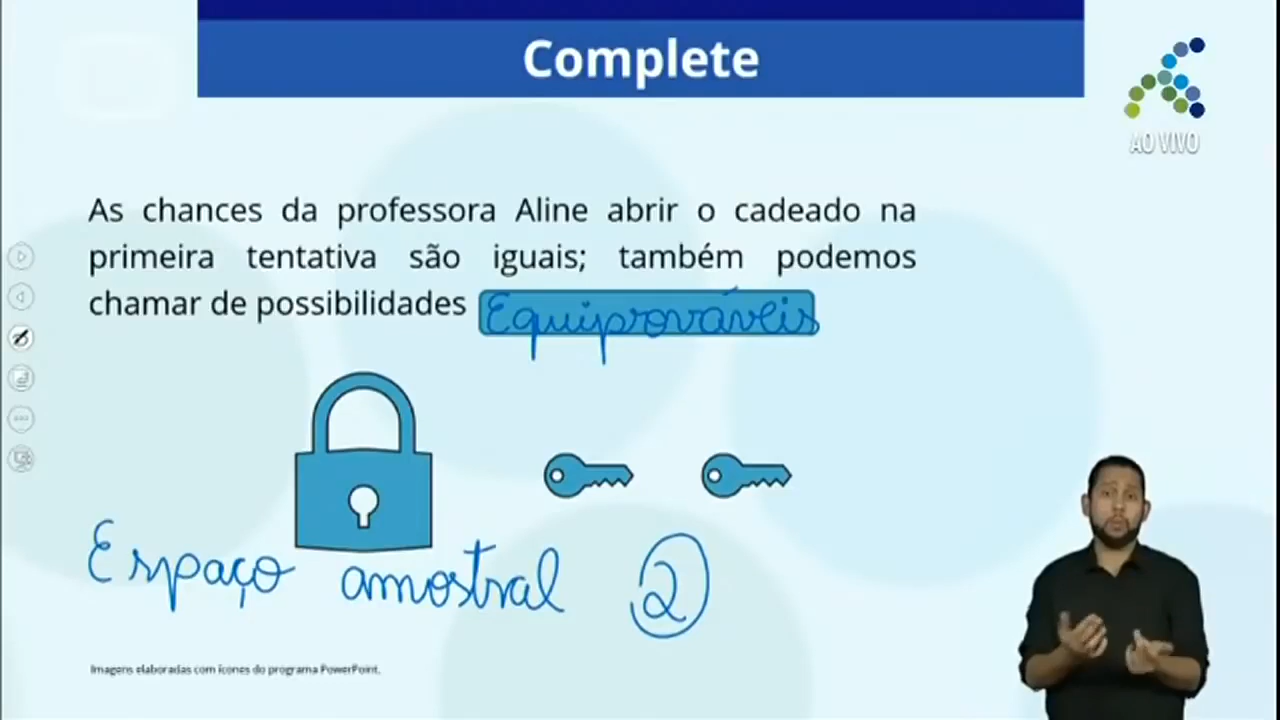 Complete
AO VIVO
As chances da professora Aline abrir o cadeado na
primeira tentativa são iguais; também podemos
chamar de possibilidades Equiprováveis
Espaço amostral 2
Imagens elaboradas com ícones do programa PowerPoint.